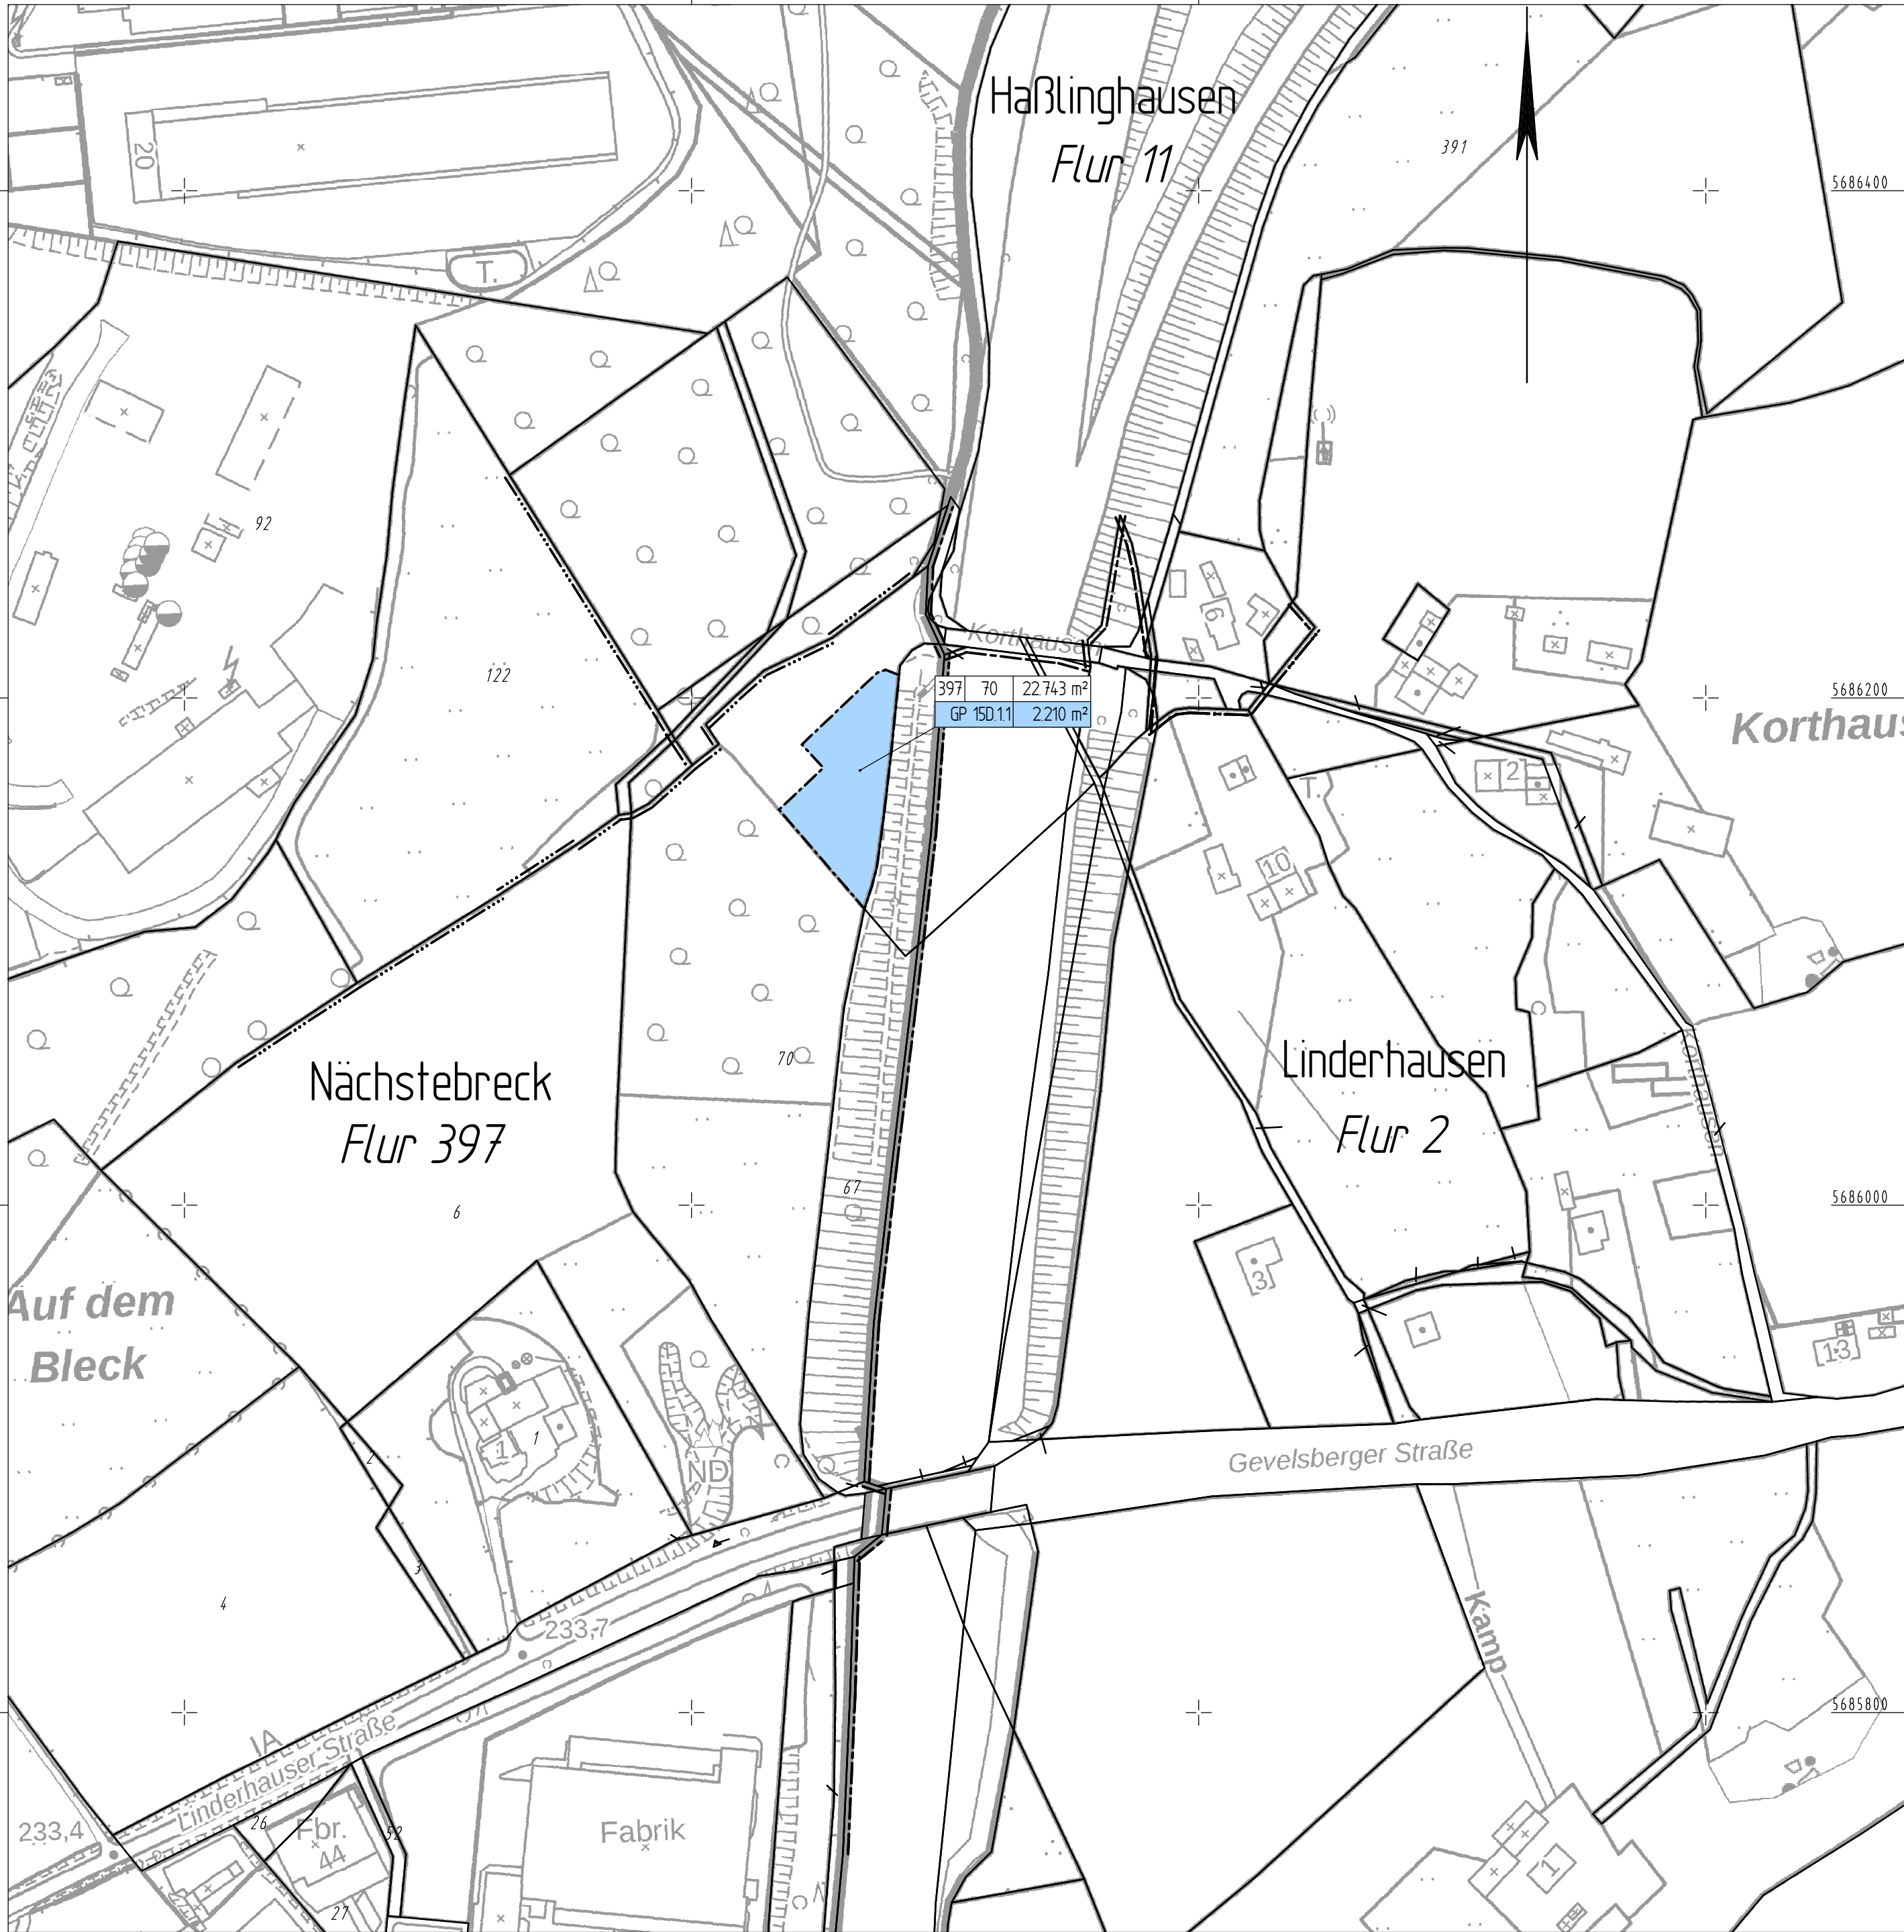 Haßlinghausen
Flur 11
391
5686400
20
T.
92
122
6
Korthausen
397 70 22.743 m²
GP 15D.1.1 2.210 m²
5686200
Korthaus
2
T.
10
70
Nächstebreck
Flur 397
Linderhausen
Flur 2
Korthausen
67
6
5686000
3
Auf dem
Bleck
13
1
1
2
ND
Gevelsberger Straße
3
4
233,7
Kamp
5685800
IA
Linderhauser Straße
26
Fbr.
44
52
233,4
Fabrik
1
27